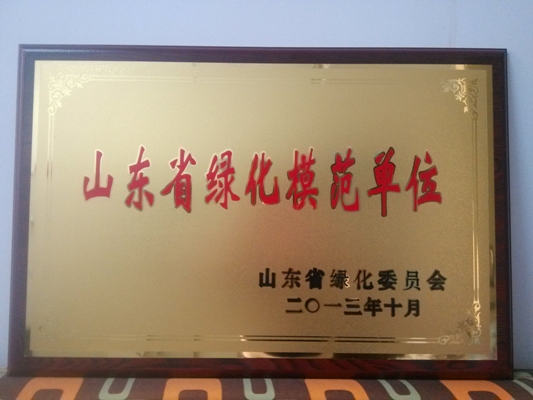 山东省绿化模范单位
山东省绿化委员会
二〇一三年十月